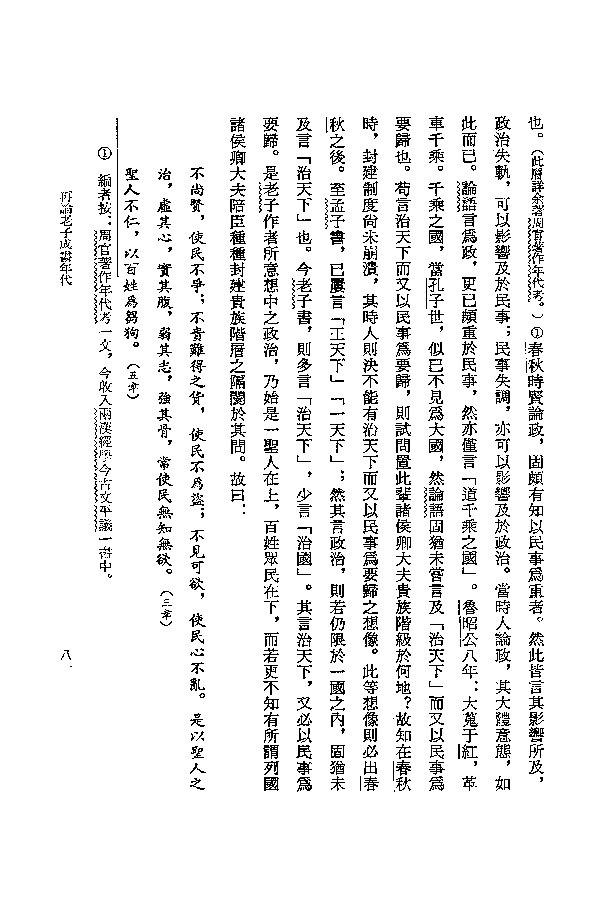 也。（此層詳余著周官著作年代考。）①春秋時賢論政，固頗有知以民事為重者。然此皆言其影響所及，
政治失軌，可以影響及於民事；民事失調，亦可以影響及於政治。當時人論政，其大體意態，如
此而已。論語言為政，更已頗重於民事，然亦僅言「道千乘之國」。魯昭公八年：大蒐于紅，革
車千乘。千乘之國，當孔子世，似已不見為大國，然論語固猶未嘗言及「治天下」而又以民事為
要歸也。苟言治天下而又以民事為要歸，則試問置此輩諸侯卿大夫貴族階級於何地？故知在春秋
時，封建制度尚未崩潰，其時人則決不能有治天下而又以民事為要歸之想像。此等想像則必出春
秋之後。至孟子書，已屢言「王天下」「一天下」；然其言政治，則若仍限於一國之內，固猶未
及言「治天下」也。今老子書，則多言「治天下」，少言「治國」。其言治天下，又必以民事為
要歸。是老子作者所意想中之政治，乃始是一聖人在上，百姓眾民在下，而若更不知有所謂列國
諸侯卿大夫陪臣種種封建貴族階層之隔閡於其間。故曰：
不尚賢，使民不爭；不貴難得之貨，使民不為盜；不見可欲，使民心不亂。是以聖人之
治，虛其心，實其腹，弱其志，強其骨，常使民無知無欲。（三章）
聖人不仁，以百姓為芻狗。（五章）
① 編者按：周官著作年代考一文，今收入兩漢經學今古文平議一書中。
再論老子成書年代
八一